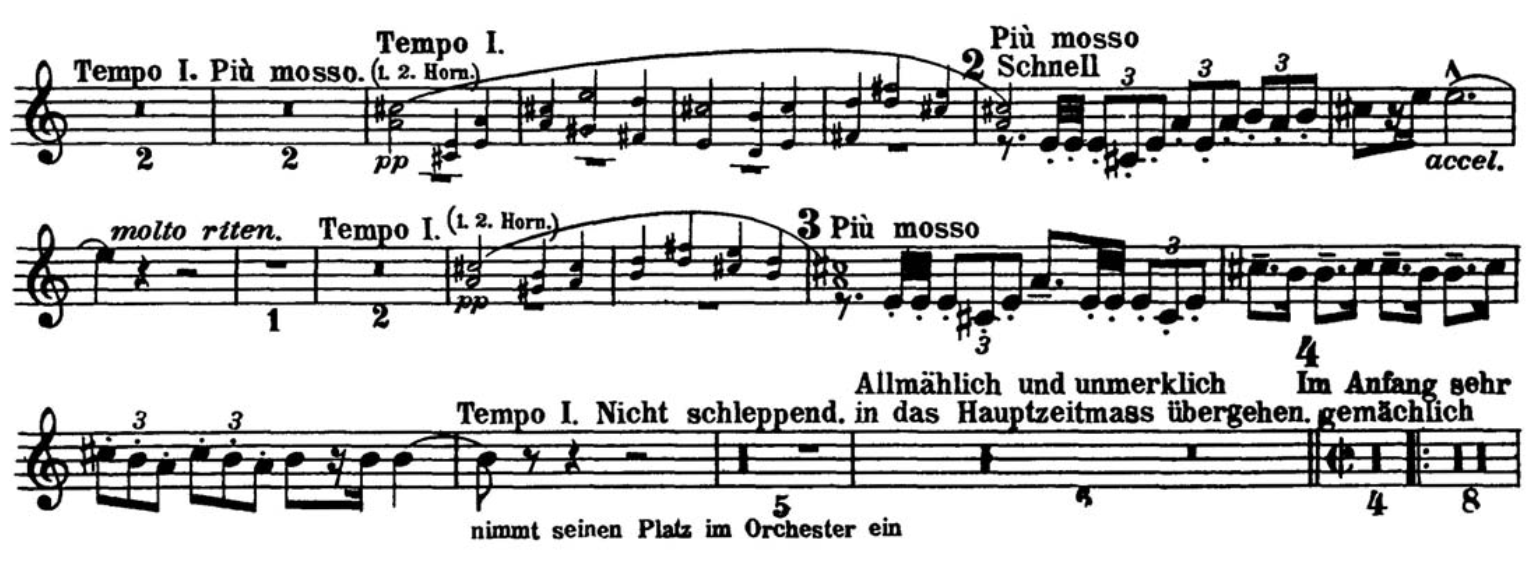 Tempo I.
Più mosso
Tempo I. Più mosso. (1. 2. Horn.)
2 Schnell
3 3 3
2 2 pp accel.
molto riten. Tempo I. (1. 2. Horn.) 3 Più mosso
3
1 2 pp 3
4
Allmählich und unmerklich Im Anfang sehr
3 3 Tempo I. Nicht schleppend. in das Hauptzeitmass übergehen. gemächlich
5 6 4 8
nimmt seinen Platz im Orchester ein